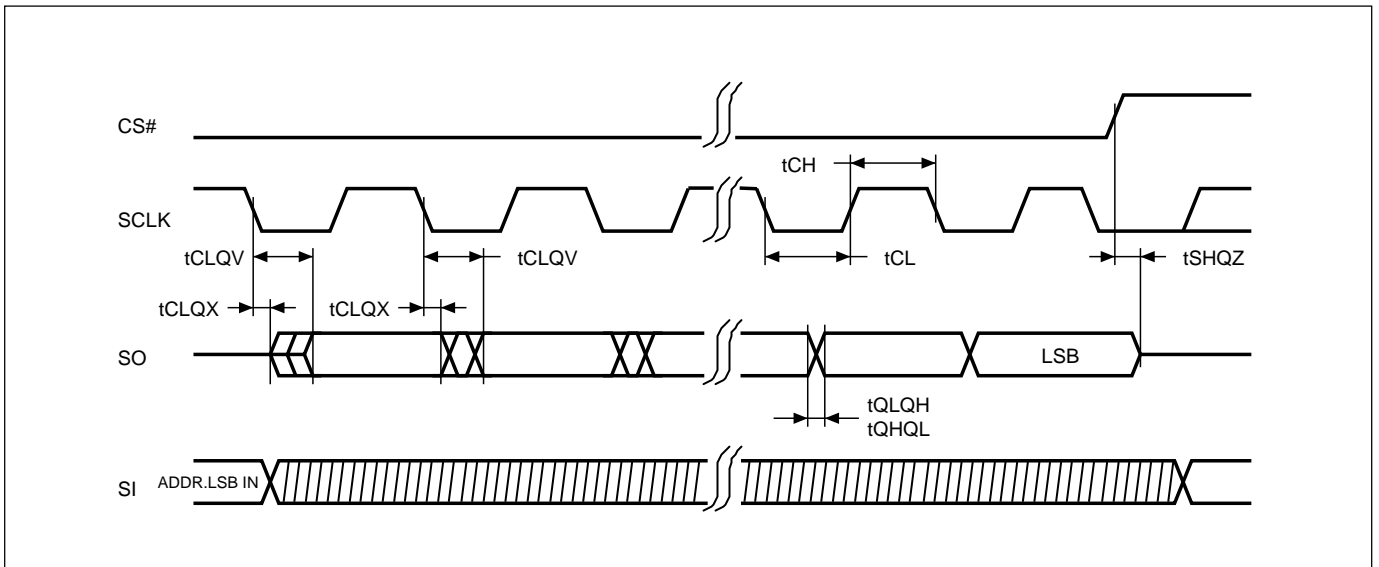 CS#
tCH
SCLK
tCLQV
tCLQV
tCL
tSHQZ
tCLQX
tCLQX
SO
LSB
tQLQH
tQHQL
SI
ADDR.LSB IN